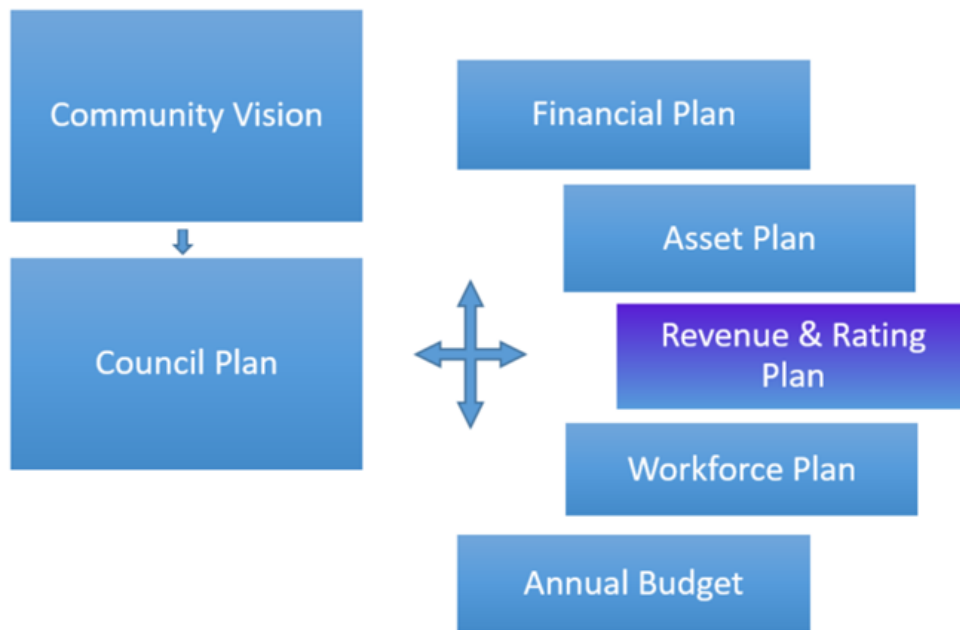 Community Vision
Council Plan
Financial Plan
Asset Plan
Revenue & Rating
Plan
Workforce Plan
Annual Budget